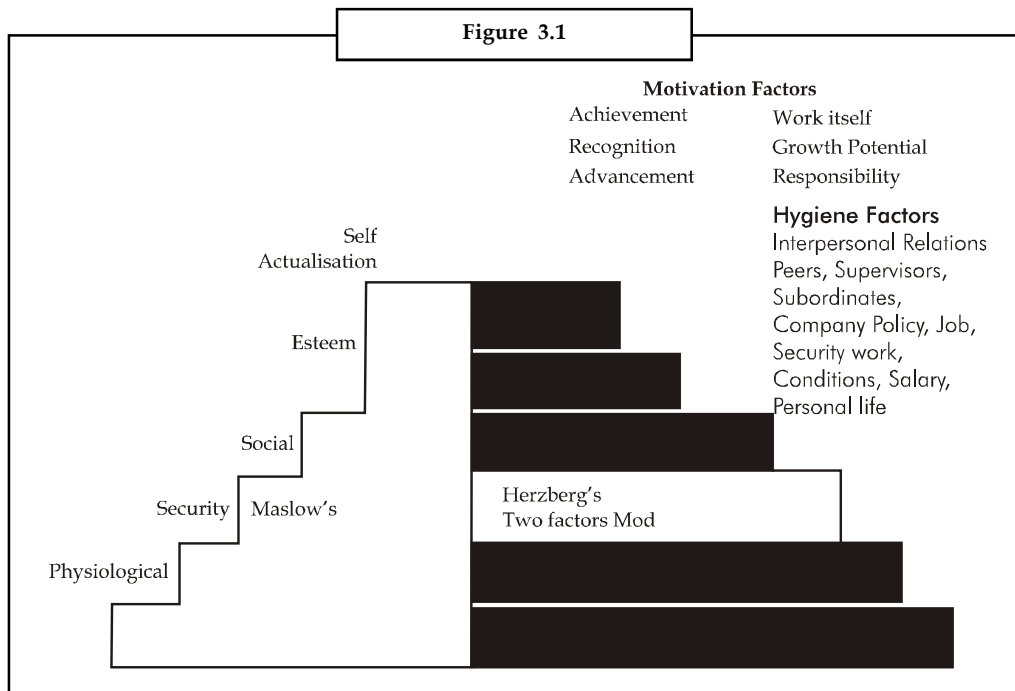 Figure 3.1
Motivation Factors
Achievement Work itself
Recognition Growth Potential
Advancement Responsibility
Hygiene Factors
Interpersonal Relations
Peers, Supervisors,
Subordinates,
Company Policy, Job,
Security work,
Conditions, Salary,
Personal life
Self
Actualisation
Esteem
Social
Security
Maslow's
Physiological
Herzberg's
Two factors Mod